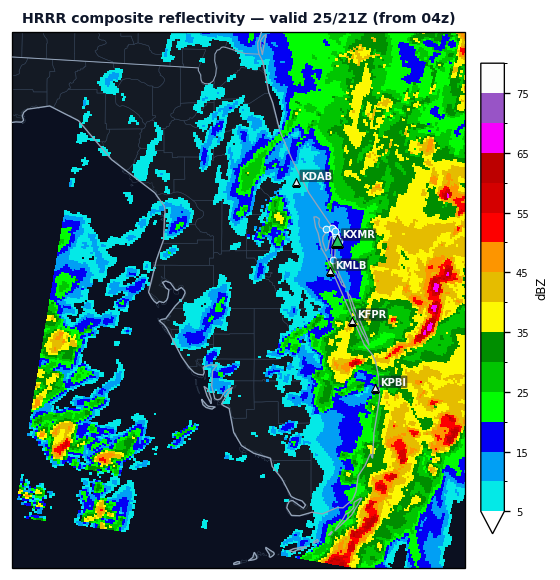 HRRR composite reflectivity — valid 25/21Z (from 04z)
KDAB
KXMR
KMLB
KFPR
KPBI
75
65
55
45
35
25
15
5
dBZ